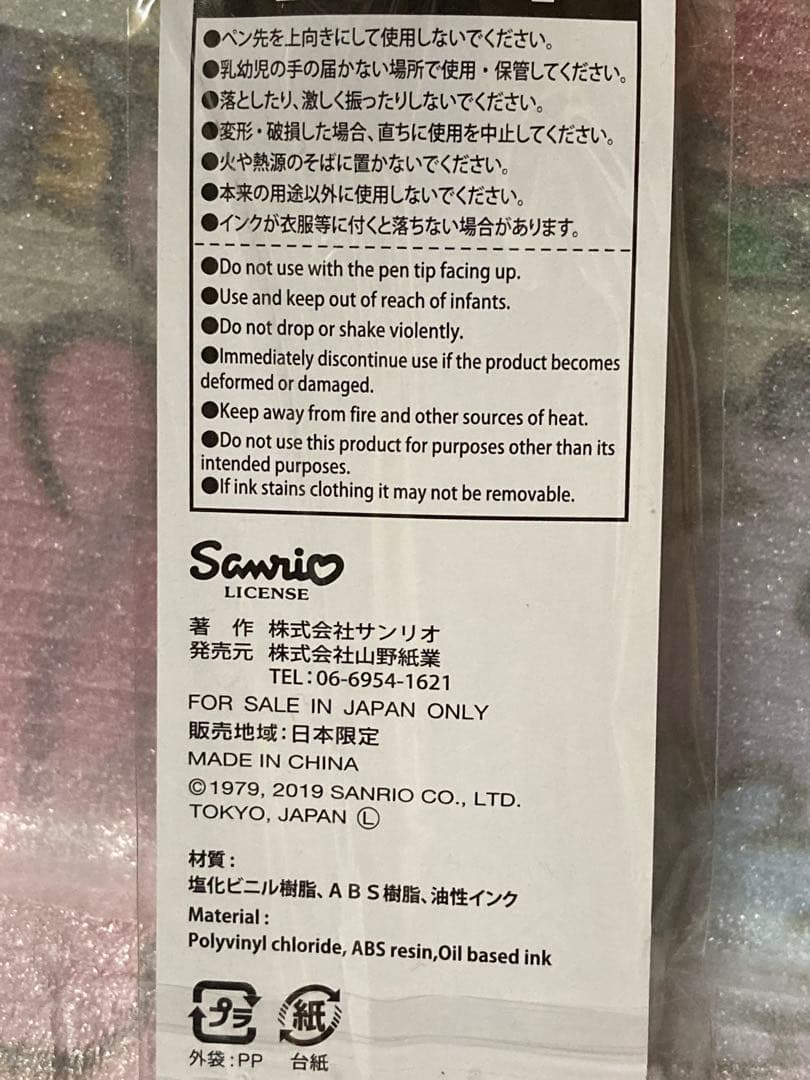 ●ペン先を上向きにして使用しないでください。
●乳幼児の手の届かない場所で使用・保管してください。
●落としたり、激しく振ったりしないでください。
●変形・破損した場合、直ちに使用を中止してください。
●火や熱源のそばに置かないでください。
●本来の用途以外に使用しないでください。
●インクが衣服等に付くと落ちない場合があります。
●Do not use with the pen tip facing up.
●Use and keep out of reach of infants.
●Do not drop or shake violently.
●Immediately discontinue use if the product becomes
deformed or damaged.
●Keep away from fire and other sources of heat.
●Do not use this product for purposes other than its
intended purposes.
●If ink stains clothing it may not be removable.
Sanrio
LICENSE
著 作 株式会社サンリオ
発売元 株式会社山野紙業
TEL:06-6954-1621
FOR SALE IN JAPAN ONLY
販売地域:日本限定
MADE IN CHINA
©1979, 2019 SANRIO CO., LTD.
TOKYO, JAPAN Ⓛ
材質:
塩化ビニル樹脂、ABS樹脂、油性インク
Material:
Polyvinyl chloride, ABS resin,Oil based ink
プラ 紙
外袋:PP 台紙